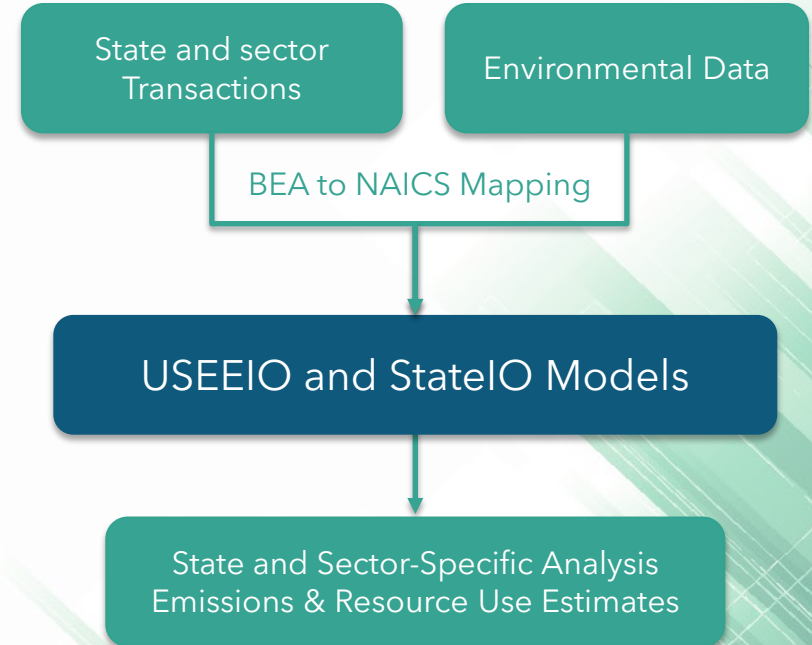 State and sector
Transactions
Environmental Data
BEA to NAICS Mapping
USEEIO and StateIO Models
State and Sector-Specific Analysis
Emissions & Resource Use Estimates